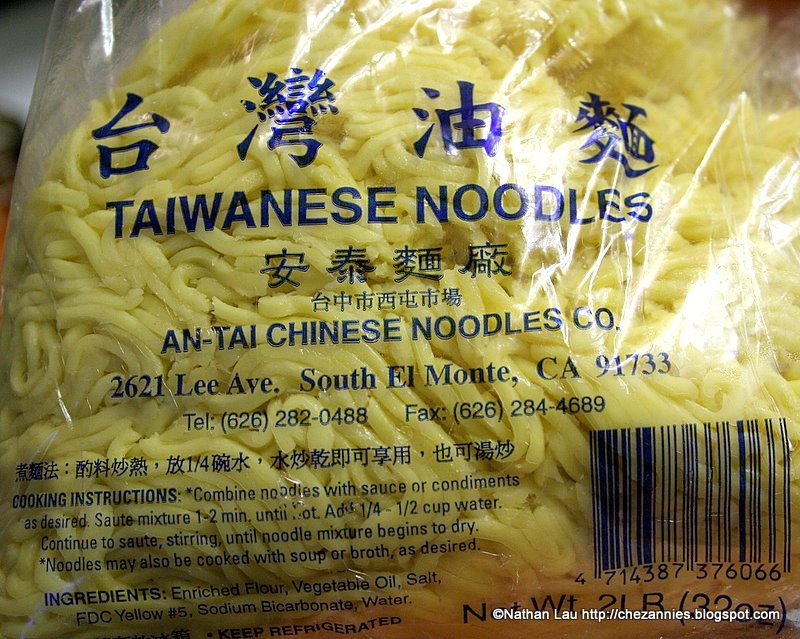 台灣油麵
TAIWANESE NOODLES
安泰麵廠
台中市西屯市場
AN-TAI CHINESE NOODLES CO.
2621 Lee Ave. South El Monte, CA 91733
Tel: (626) 282-0488 Fax: (626) 284-4689
煮麵法：酌料炒熱，放1/4碗水，水炒乾即可享用，也可湯炒
COOKING INSTRUCTIONS: *Combine noodles with sauce or condiments
as desired. Saute mixture 1-2 min. until hot. Add 1/4 - 1/2 cup water.
Continue to saute, stirring, until noodle mixture begins to dry.
*Noodles may also be cooked with soup or broth, as desired.
INGREDIENTS: Enriched Flour, Vegetable Oil, Salt,
FDC Yellow #5, Sodium Bicarbonate, Water.
• KEEP REFRIGERATED
4 714387 376066
Net Wt. 2LB (32oz)
©Nathan Lau http://chezannies.blogspot.com